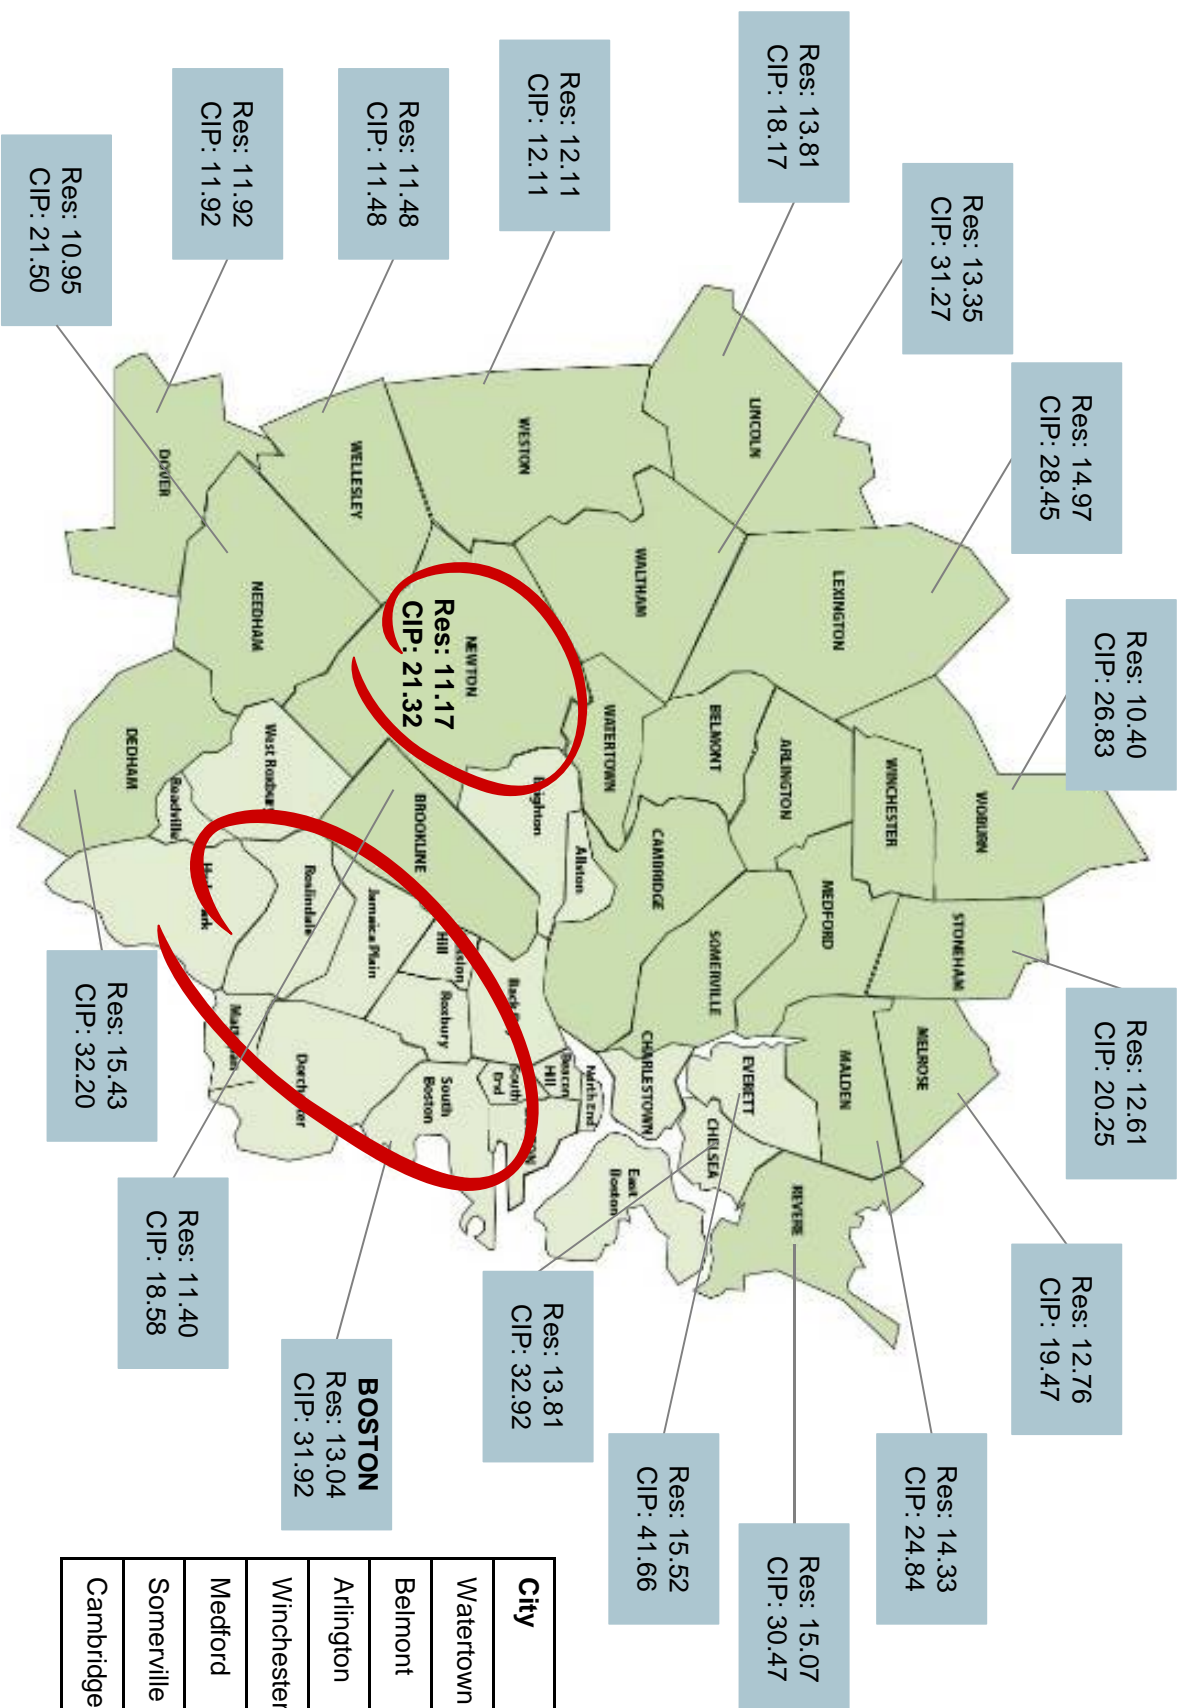 Res: 10.40
CIP: 26.83
Res: 12.61
CIP: 20.25
Res: 14.97
CIP: 28.45
Res: 12.76
CIP: 19.47
Res: 13.35
CIP: 31.27
Res: 14.33
CIP: 24.84
Res: 13.81
CIP: 18.17
Res: 15.07
CIP: 30.47
Res: 12.11
CIP: 12.11
Res: 15.52
CIP: 41.66
Res: 11.48
CIP: 11.48
Res: 13.81
CIP: 32.92
Res: 11.92
CIP: 11.92
BOSTON
Res: 13.04
CIP: 31.92
Res: 10.95
CIP: 21.50
Res: 11.40
CIP: 18.58
Res: 15.43
CIP: 32.20
WOBURN
STONEHAM
MELROSE
WINCHESTER
LEXINGTON
MEDFORD
MALDEN
ARLINGTON
REVERE
LINCOLN
BELMONT
SOMERVILLE
EVERETT
CHELSEA
WALTHAM
CAMBRIDGE
CHARLESTOWN
WATERTOWN
East
Boston
Allston
North End
Beacon
Hill
WESTON
Brighton
Back
South
End
NEWTON
Res: 11.17
CIP: 21.32
BROOKLINE
Hill
Roxbury
South
Boston
WELLESLEY
Jamaica Plain
Roslindale
Dorchester
West Roxbury
NEEDHAM
Readville
DOVER
DEDHAM
City
Watertown
Belmont
Arlington
Winchester
Medford
Somerville
Cambridge